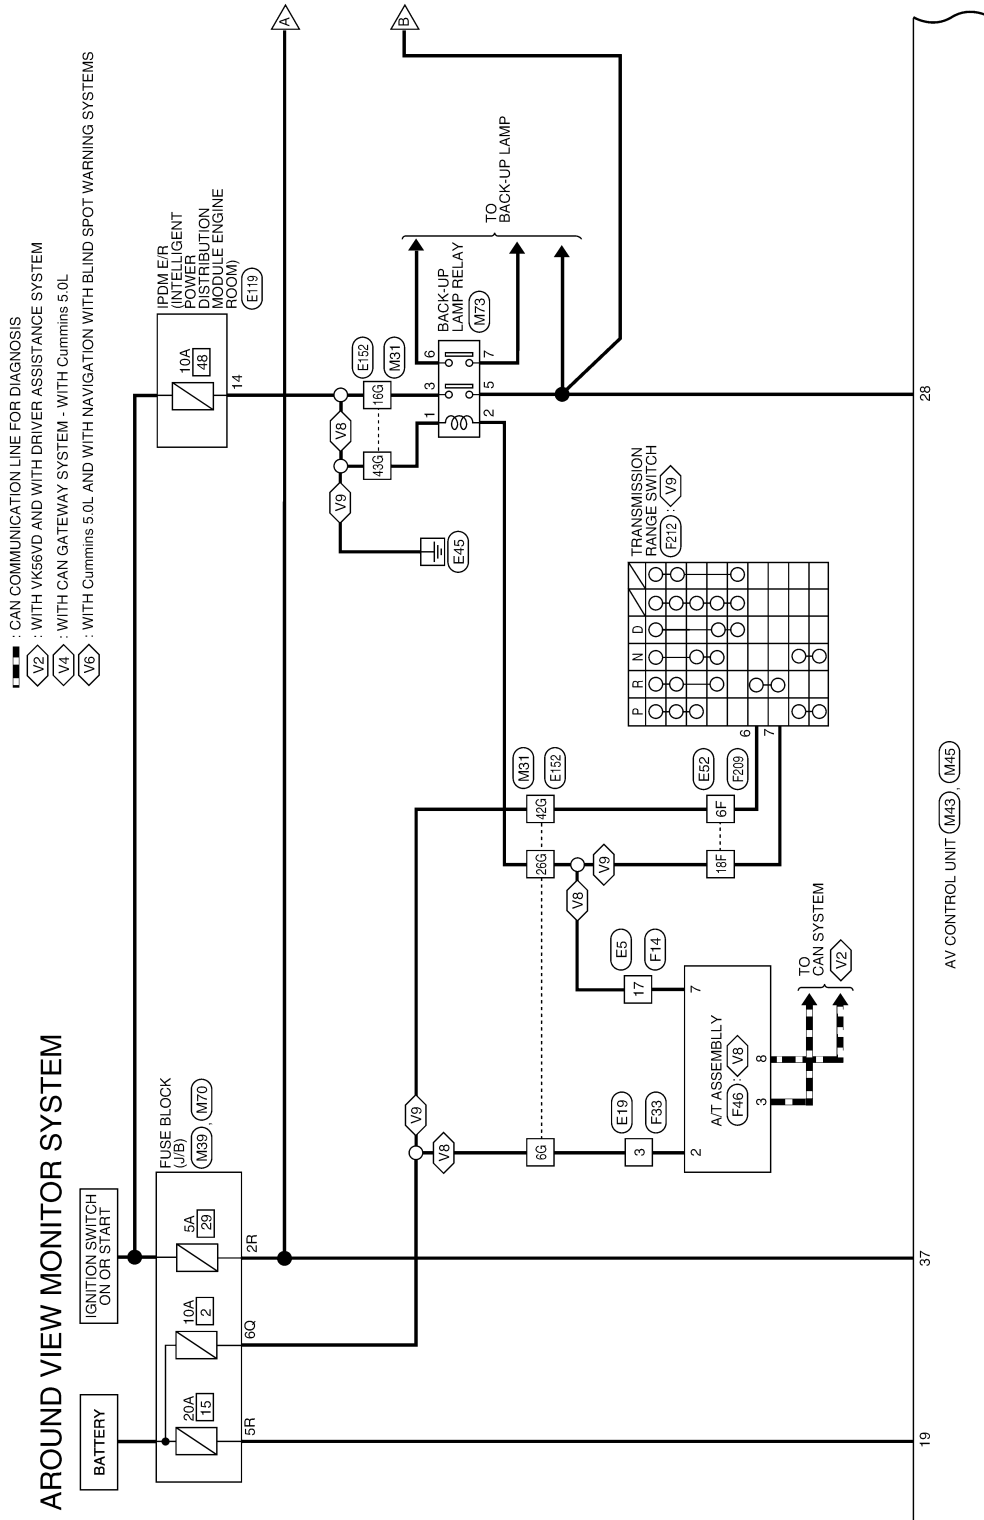 AROUND VIEW MONITOR SYSTEM
: CAN COMMUNICATION LINE FOR DIAGNOSIS
V2 : WITH VK56VD AND WITH DRIVER ASSISTANCE SYSTEM
V4 : WITH CAN GATEWAY SYSTEM - WITH Cummins 5.0L
V6 : WITH Cummins 5.0L AND WITH NAVIGATION WITH BLIND SPOT WARNING SYSTEMS
BATTERY
IGNITION SWITCH
ON OR START
FUSE BLOCK
(J/B)
M39 , M70
20A
15
10A
2
5A
29
5R
6Q
2R
IPDM E/R
(INTELLIGENT
POWER
DISTRIBUTION
MODULE ENGINE
ROOM)
E119
10A
48
14
A
B
V9
V8
V9
V8
E45
43G
16G
E152
M31
BACK-UP
LAMP RELAY
M73
1
3
6
2
5
7
TO
BACK-UP LAMP
6G
26G
42G
M31
E152
V8
V9
3
E19
F33
17
E5
F14
18F
6F
E52
F209
A/T ASSEMBLLY
F46 : V8
2
7
3
8
TO
CAN SYSTEM
V2
TRANSMISSION
RANGE SWITCH
F212 : V9
P
R
N
D
6
7
19
37
28
AV CONTROL UNIT M43 , M45